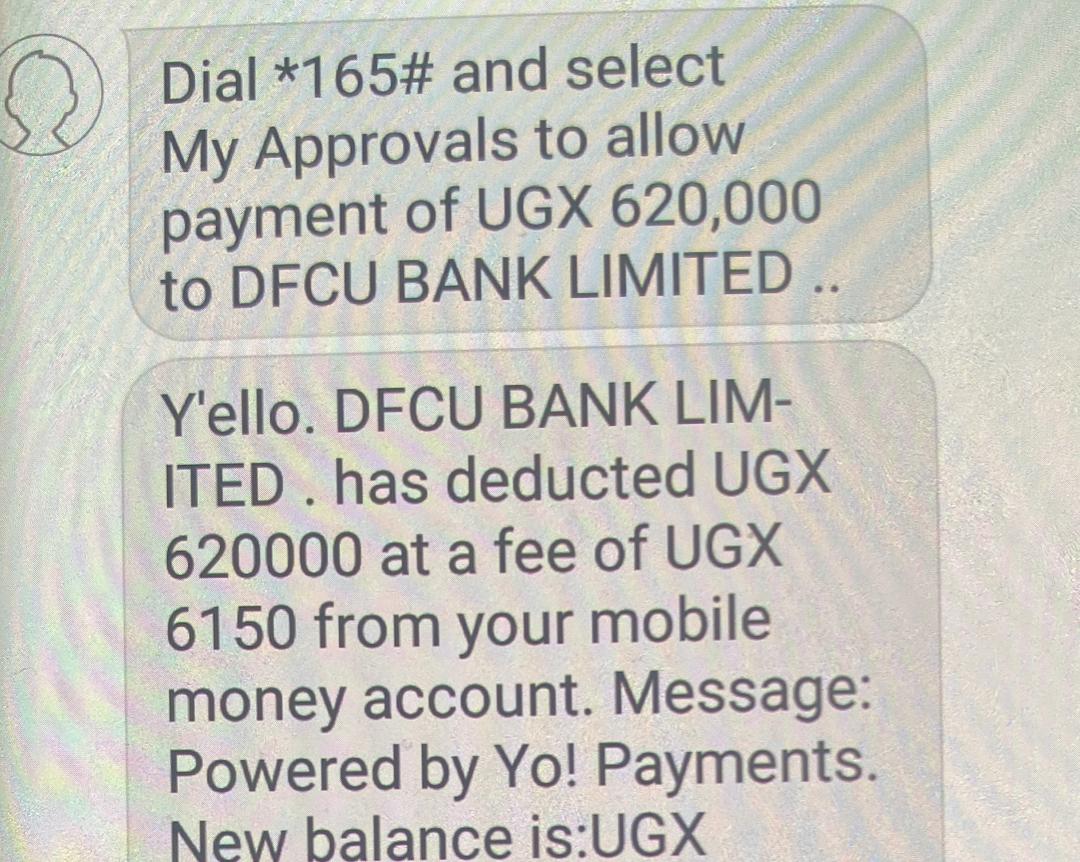 Dial *165# and select
My Approvals to allow
payment of UGX 620,000
to DFCU BANK LIMITED ..
Y'ello. DFCU BANK LIM-
ITED . has deducted UGX
620000 at a fee of UGX
6150 from your mobile
money account. Message:
Powered by Yo! Payments.
New balance is:UGX